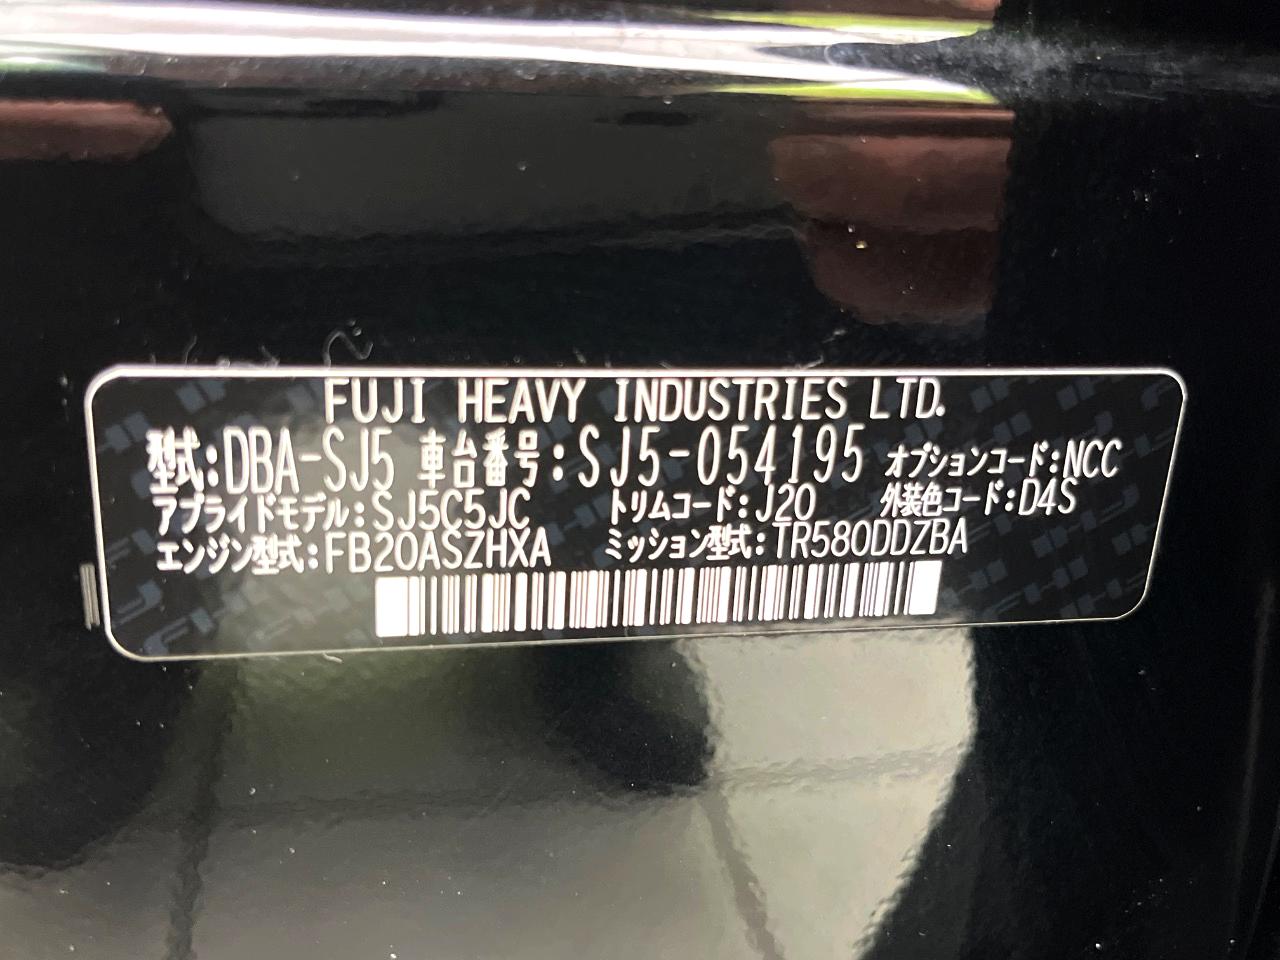 FUJI HEAVY INDUSTRIES LTD.
型式:DBA-SJ5 車台番号:SJ5-054195 オプションコード:NCC
アプライドモデル:SJ5C5JC トリムコード:J20 外装色コード:D4S
エンジン型式:FB20ASZHXA ミッション型式:TR580DDZBA